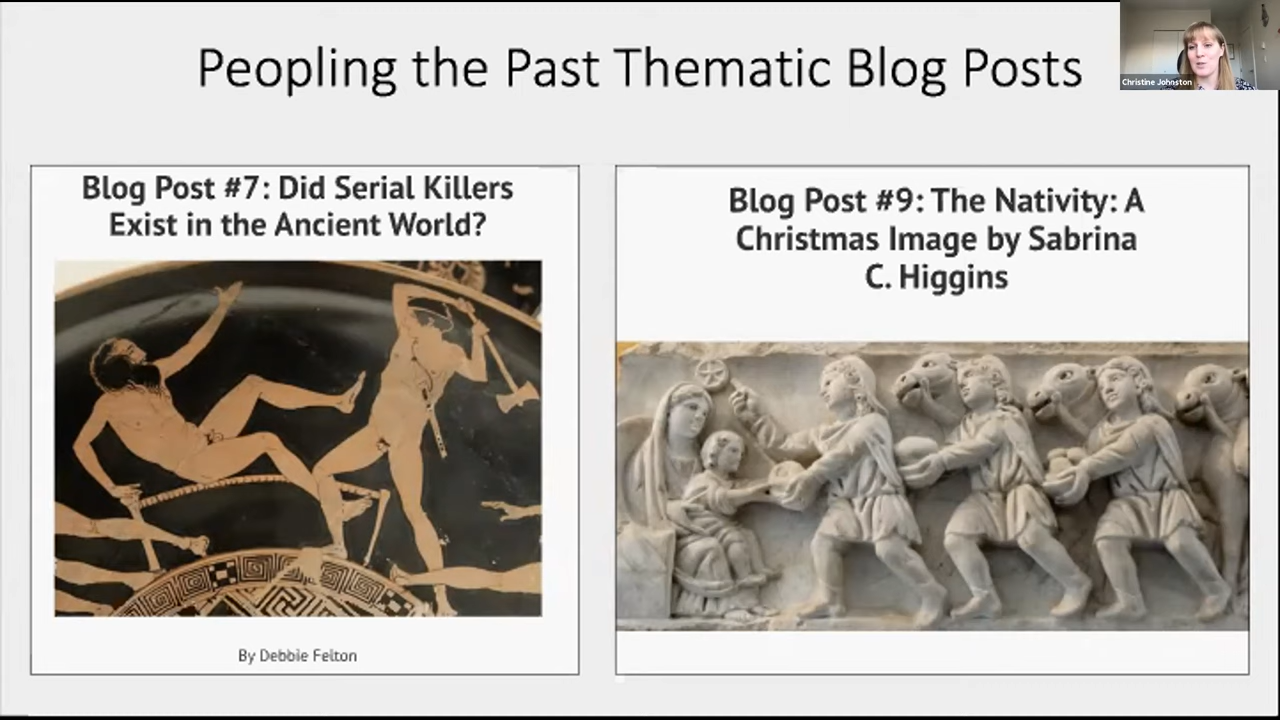 Peopling the Past Thematic Blog Posts
Christine Johnston
Blog Post #7: Did Serial Killers
Exist in the Ancient World?
By Debbie Felton
Blog Post #9: The Nativity: A
Christmas Image by Sabrina
C. Higgins